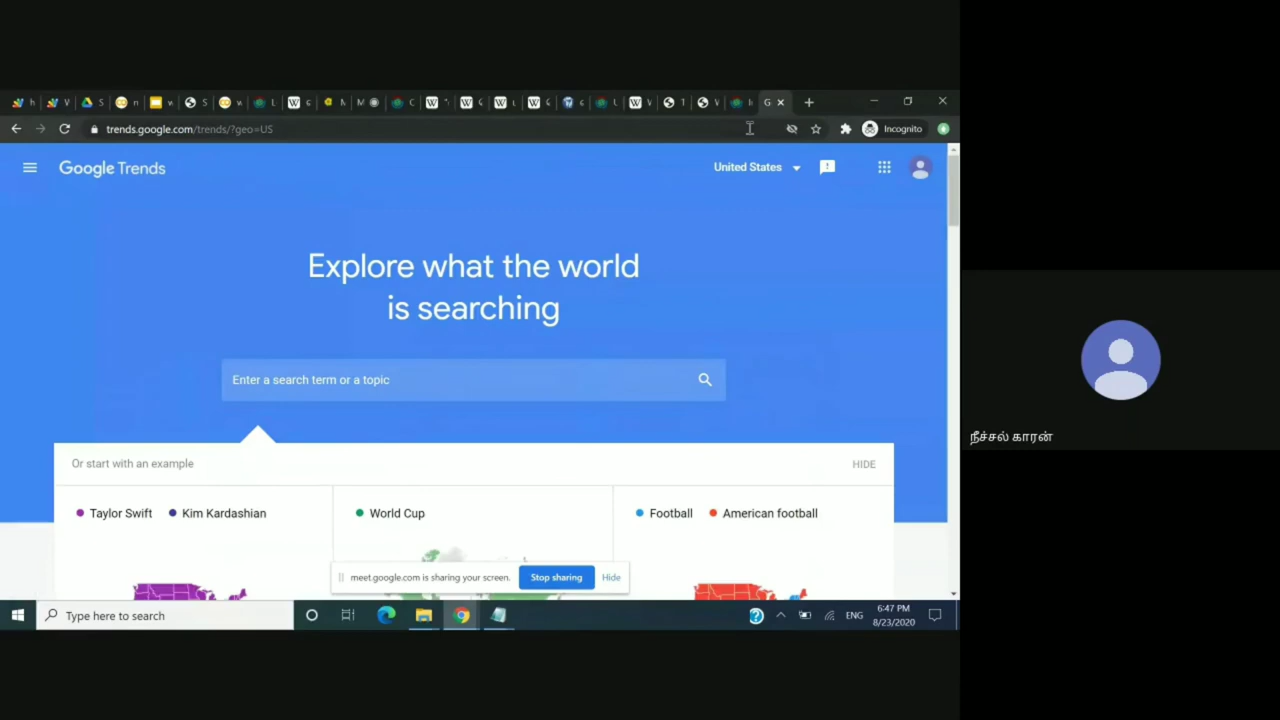 trends.google.com/trends/?geo=US
Incognito
Google Trends
United States
Explore what the world
is searching
Enter a search term or a topic
Or start with an example
HIDE
Taylor Swift
Kim Kardashian
World Cup
Football
American football
meet.google.com is sharing your screen.
Stop sharing
Hide
Type here to search
ENG
6:47 PM
8/23/2020
நீச்சல் காரன்